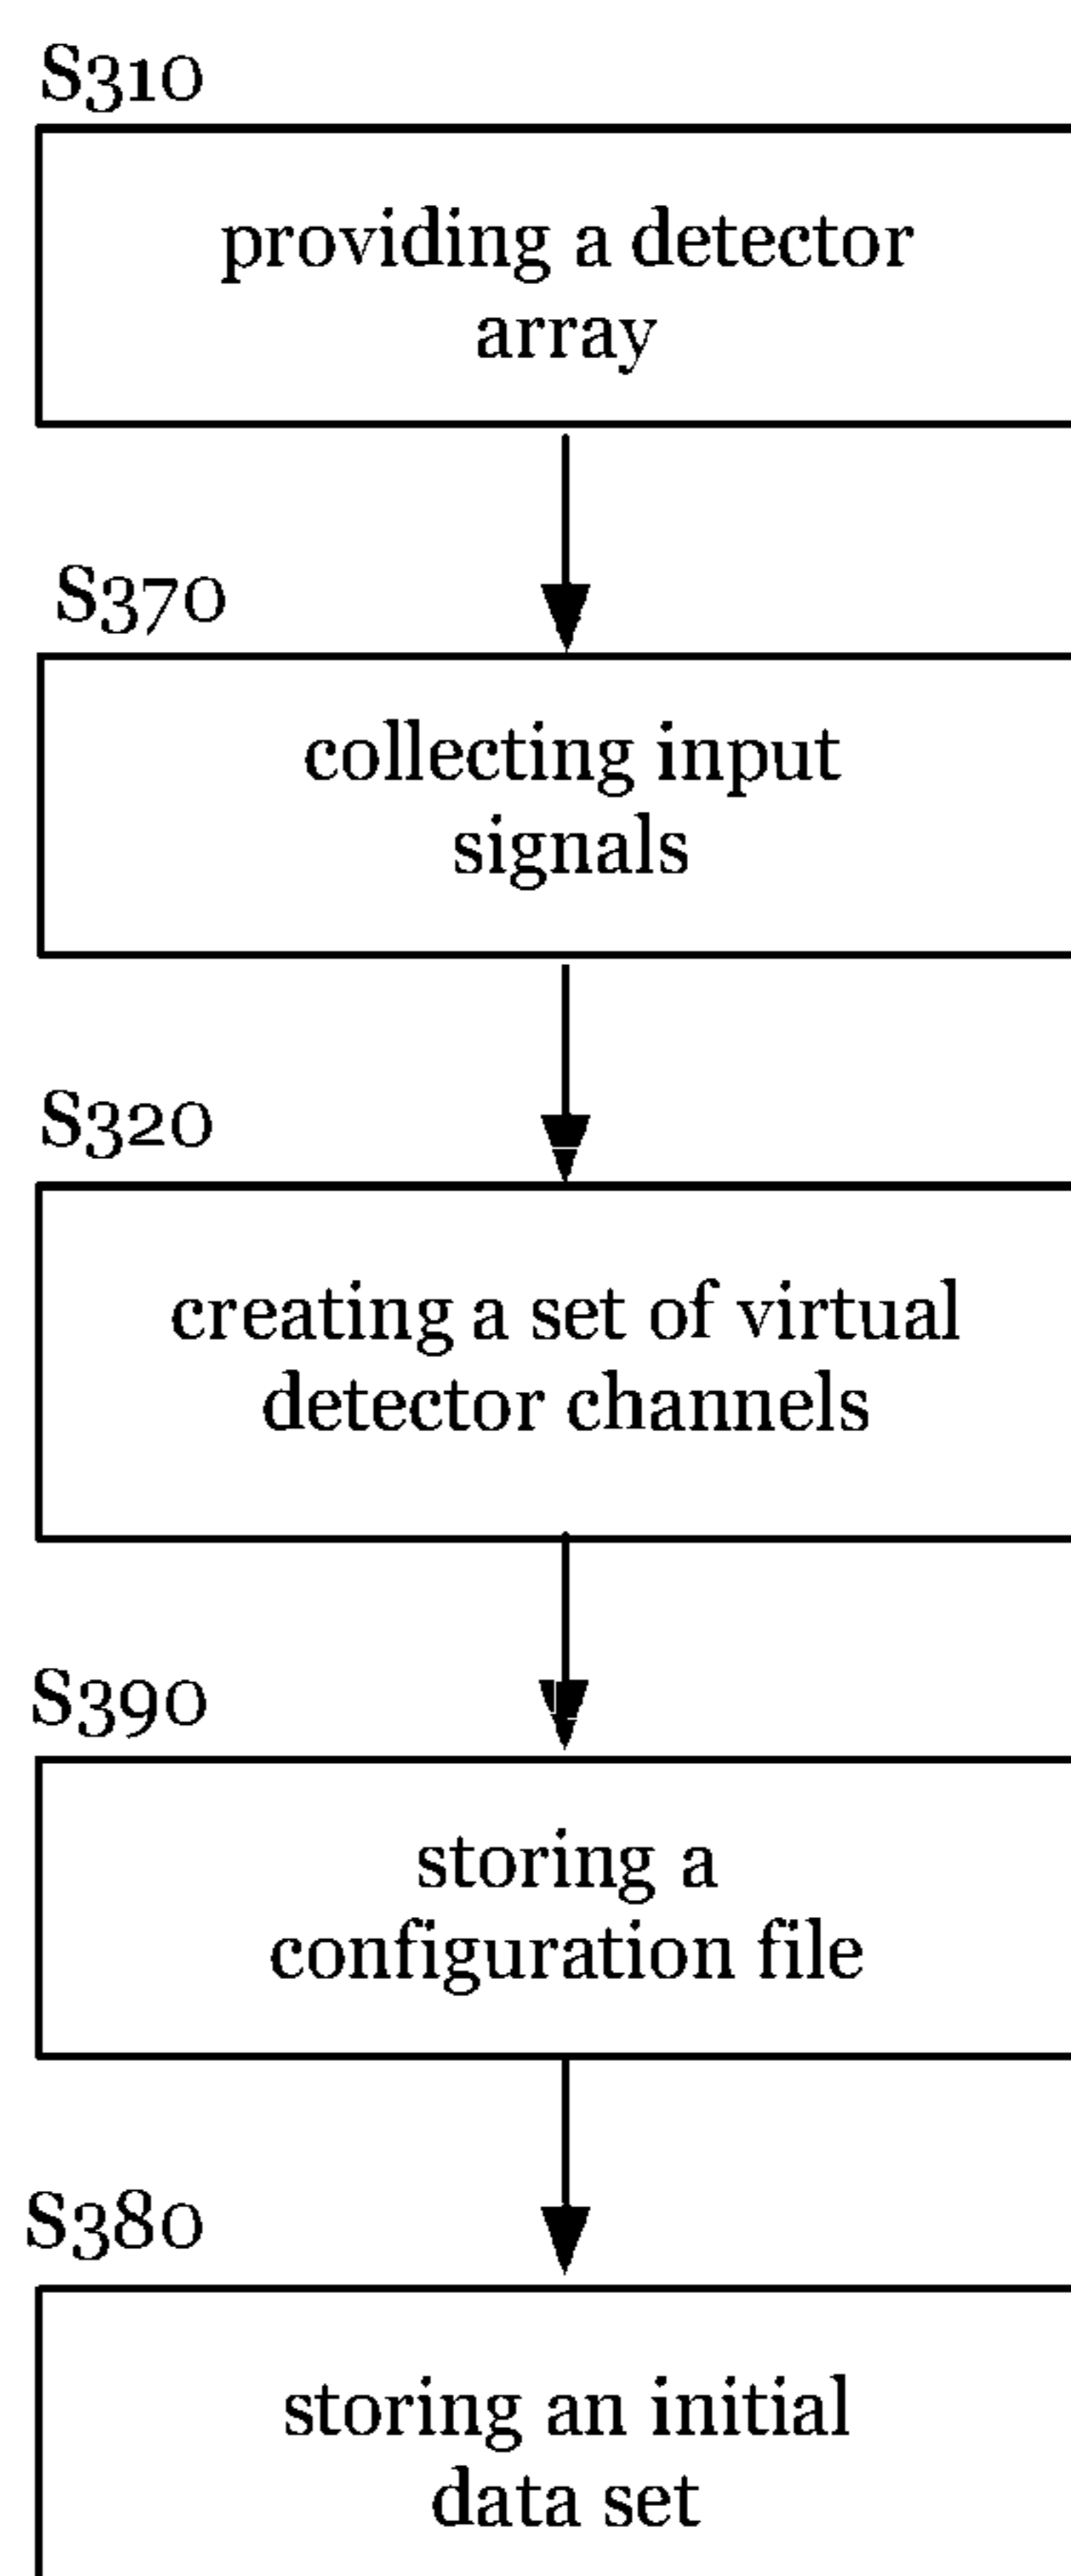 S310
providing a detector
array
S370
collecting input
signals
S320
creating a set of virtual
detector channels
S390
storing a
configuration file
S380
storing an initial
data set